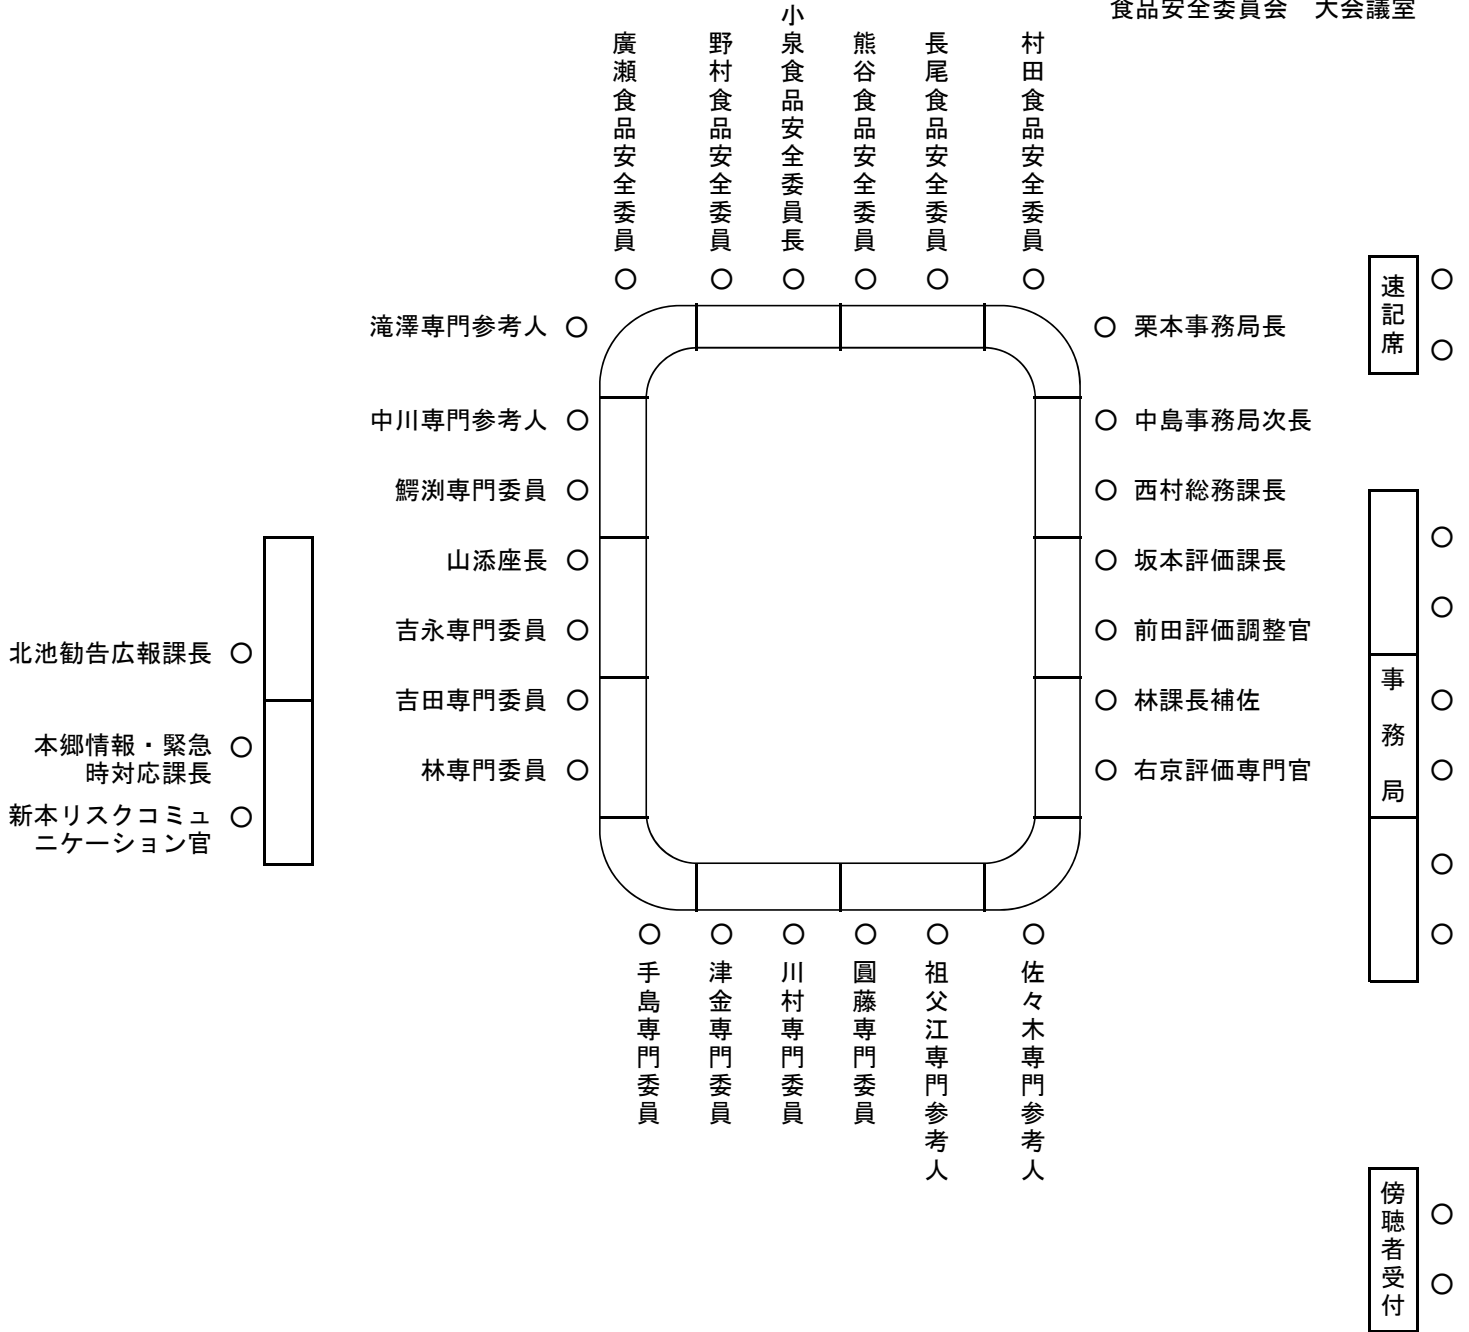 食品安全委員会　大会議室
廣瀬食品安全委員
野村食品安全委員
小泉食品安全委員長
熊谷食品安全委員
長尾食品安全委員
村田食品安全委員
滝澤専門参考人
中川専門参考人
鰐渕専門委員
山添座長
吉永専門委員
吉田専門委員
林専門委員
栗本事務局長
中島事務局次長
西村総務課長
坂本評価課長
前田評価調整官
林課長補佐
右京評価専門官
速記席
事務局
北池勧告広報課長
本郷情報・緊急
時対応課長
新本リスクコミュ
ニケーション官
手島専門委員
津金専門委員
川村専門委員
圓藤専門委員
祖父江専門参考人
佐々木専門参考人
傍聴者受付